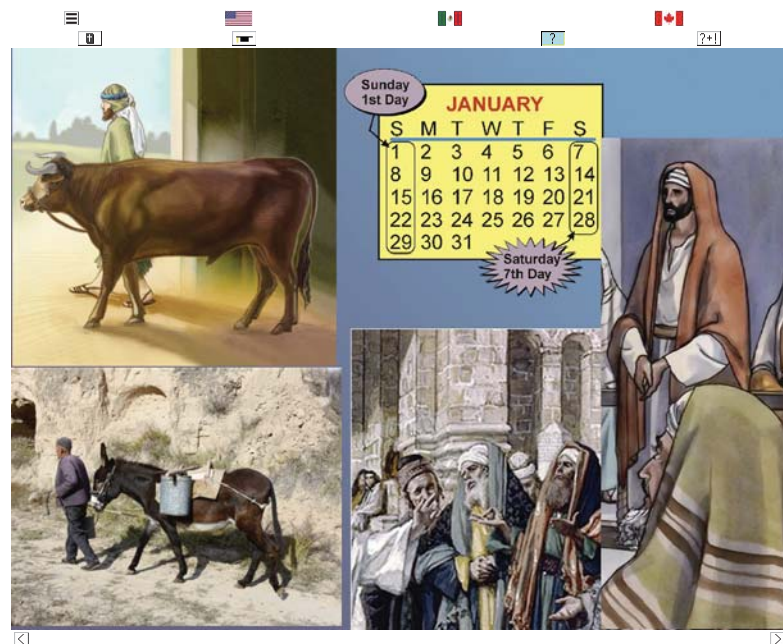 ?
?+!
Sunday
1st Day
JANUARY
S M T W T F S
1 2 3 4 5 6 7
8 9 10 11 12 13 14
15 16 17 18 19 20 21
22 23 24 25 26 27 28
29 30 31
Saturday
7th Day